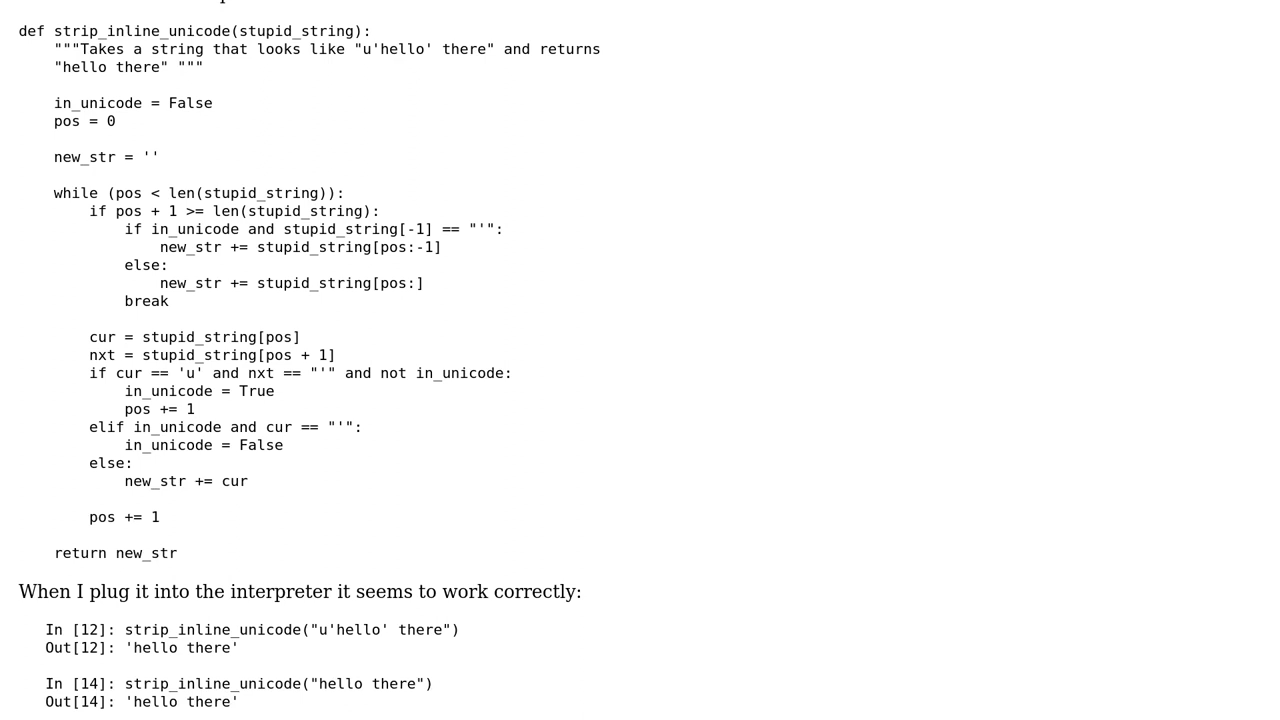 def strip_inline_unicode(stupid_string):
    """Takes a string that looks like "u'hello' there" and returns
    "hello there" """
    in_unicode = False
    pos = 0
    new_str = ''
    while (pos < len(stupid_string)):
        if pos + 1 >= len(stupid_string):
            if in_unicode and stupid_string[-1] == "'":
                new_str += stupid_string[pos:-1]
            else:
                new_str += stupid_string[pos:]
            break
        cur = stupid_string[pos]
        nxt = stupid_string[pos + 1]
        if cur == 'u' and nxt == "'" and not in_unicode:
            in_unicode = True
            pos += 1
        elif in_unicode and cur == "'":
            in_unicode = False
        else:
            new_str += cur
        pos += 1
    return new_str
When I plug it into the interpreter it seems to work correctly:
In [12]: strip_inline_unicode("u'hello' there")
Out[12]: 'hello there'
In [14]: strip_inline_unicode("hello there")
Out[14]: 'hello there'